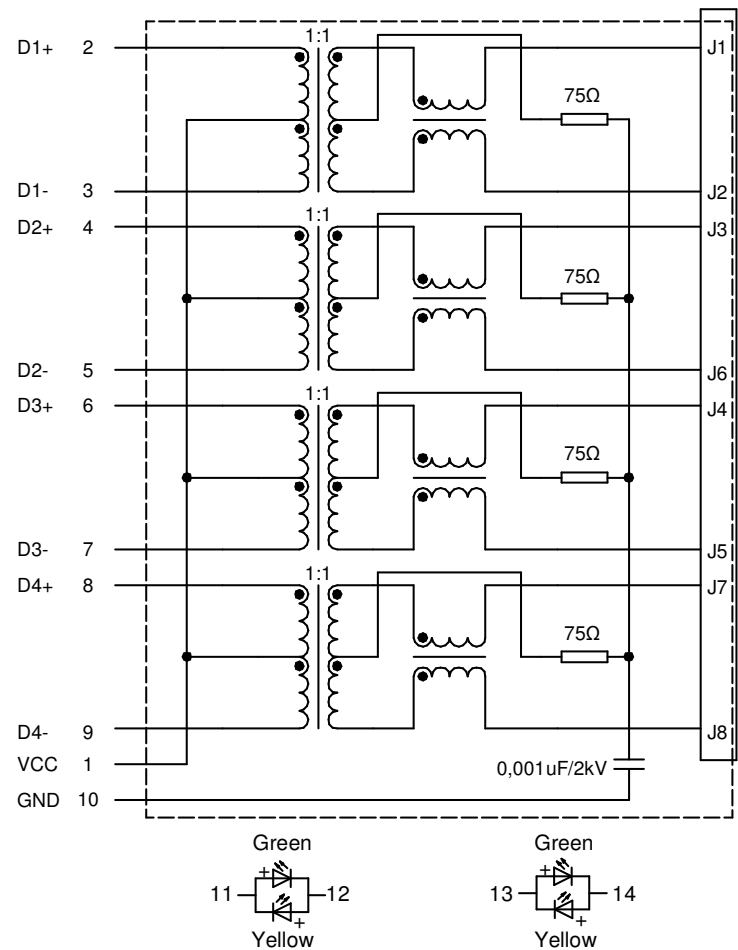 1:1
D1+ 2
J1
75Ω
D1- 3
J2
1:1
D2+ 4
J3
75Ω
D2- 5
J6
1:1
D3+ 6
J4
75Ω
D3- 7
J5
1:1
D4+ 8
J7
75Ω
D4- 9
J8
VCC 1
0,001uF/2kV
GND 10
Green
Green
+
+
11
12
13
14
+
+
Yellow
Yellow